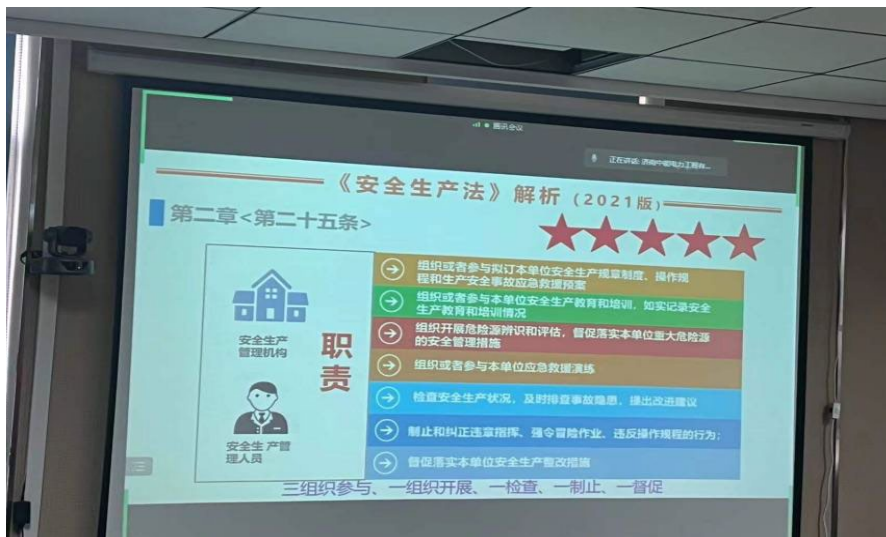 腾讯会议
正在讲话: 济南中能电力工程有...
《安全生产法》解析（2021版）
第二章<第二十五条>
安全生产
管理机构
安全生产管
理人员
职
责
组织或者参与拟订本单位安全生产规章制度、操作规
程和生产安全事故应急救援预案
组织或者参与本单位安全生产教育和培训，如实记录安全
生产教育和培训情况
组织开展危险源辨识和评估，督促落实本单位重大危险源
的安全管理措施
组织或者参与本单位应急救援演练
检查安全生产状况，及时排查事故隐患，提出改进建议
制止和纠正违章指挥、强令冒险作业、违反操作规程的行为；
督促落实本单位安全生产整改措施
三组织参与、一组织开展、一检查、一制止、一督促